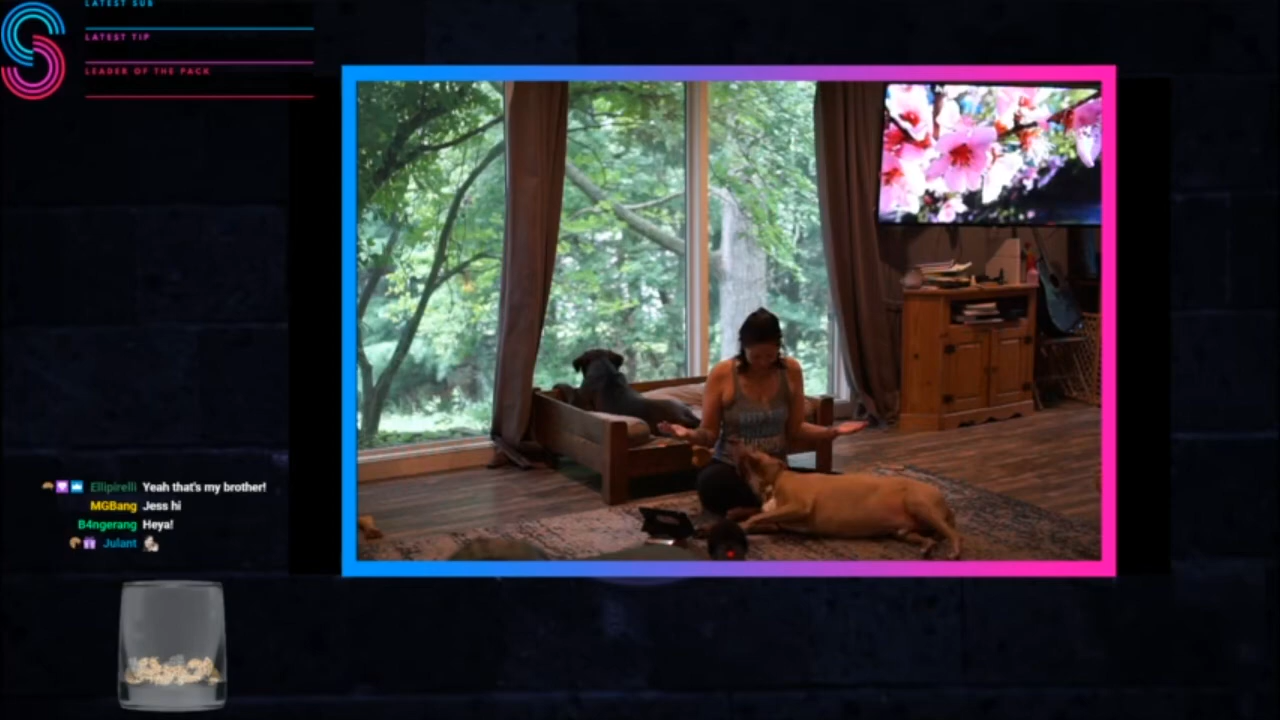 LATEST SUB
LATEST TIP
LEADER OF THE PACK
Ellipirelli Yeah that's my brother!
MGBang Jess hi
B4ngerang Heya!
Julant